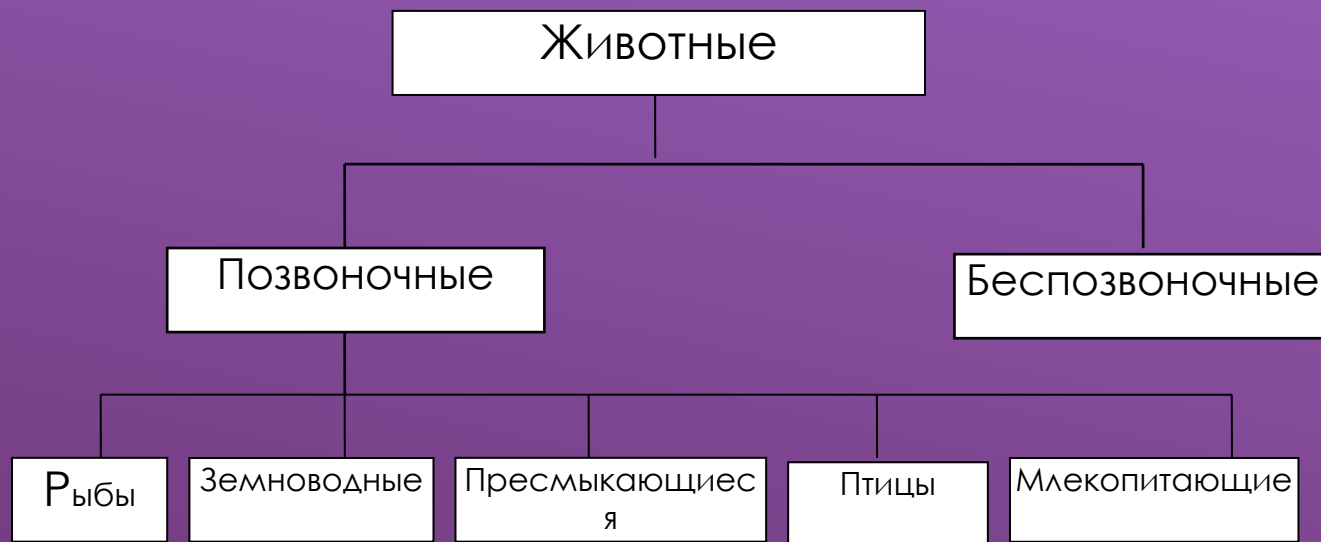 Животные
Позвоночные
Беспозвоночные
Рыбы
Земноводные
Пресмыкающиес
я
Птицы
Млекопитающие